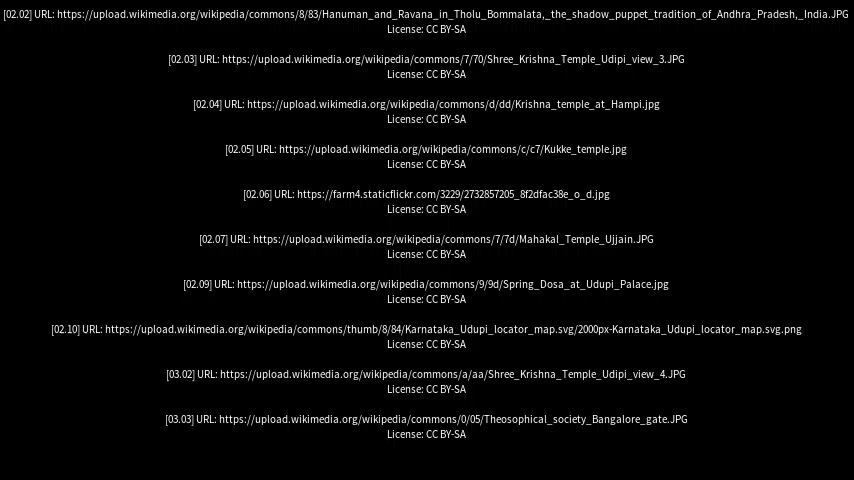 [02.02] URL: https://upload.wikimedia.org/wikipedia/commons/8/83/Hanuman_and_Ravana_in_Tholu_Bommalata,_the_shadow_puppet_tradition_of_Andhra_Pradesh,_India.JPG
License: CC BY-SA
[02.03] URL: https://upload.wikimedia.org/wikipedia/commons/7/70/Shree_Krishna_Temple_Udipi_view_3.JPG
License: CC BY-SA
[02.04] URL: https://upload.wikimedia.org/wikipedia/commons/d/dd/Krishna_temple_at_Hampi.jpg
License: CC BY-SA
[02.05] URL: https://upload.wikimedia.org/wikipedia/commons/c/c7/Kukke_temple.jpg
License: CC BY-SA
[02.06] URL: https://farm4.staticflickr.com/3229/2732857205_8f2dfac38e_o_d.jpg
License: CC BY-SA
[02.07] URL: https://upload.wikimedia.org/wikipedia/commons/7/7d/Mahakal_Temple_Ujjain.JPG
License: CC BY-SA
[02.09] URL: https://upload.wikimedia.org/wikipedia/commons/9/9d/Spring_Dosa_at_Udupi_Palace.jpg
License: CC BY-SA
[02.10] URL: https://upload.wikimedia.org/wikipedia/commons/thumb/8/84/Karnataka_Udupi_locator_map.svg/2000px-Karnataka_Udupi_locator_map.svg.png
License: CC BY-SA
[03.02] URL: https://upload.wikimedia.org/wikipedia/commons/a/aa/Shree_Krishna_Temple_Udipi_view_4.JPG
License: CC BY-SA
[03.03] URL: https://upload.wikimedia.org/wikipedia/commons/0/05/Theosophical_society_Bangalore_gate.JPG
License: CC BY-SA